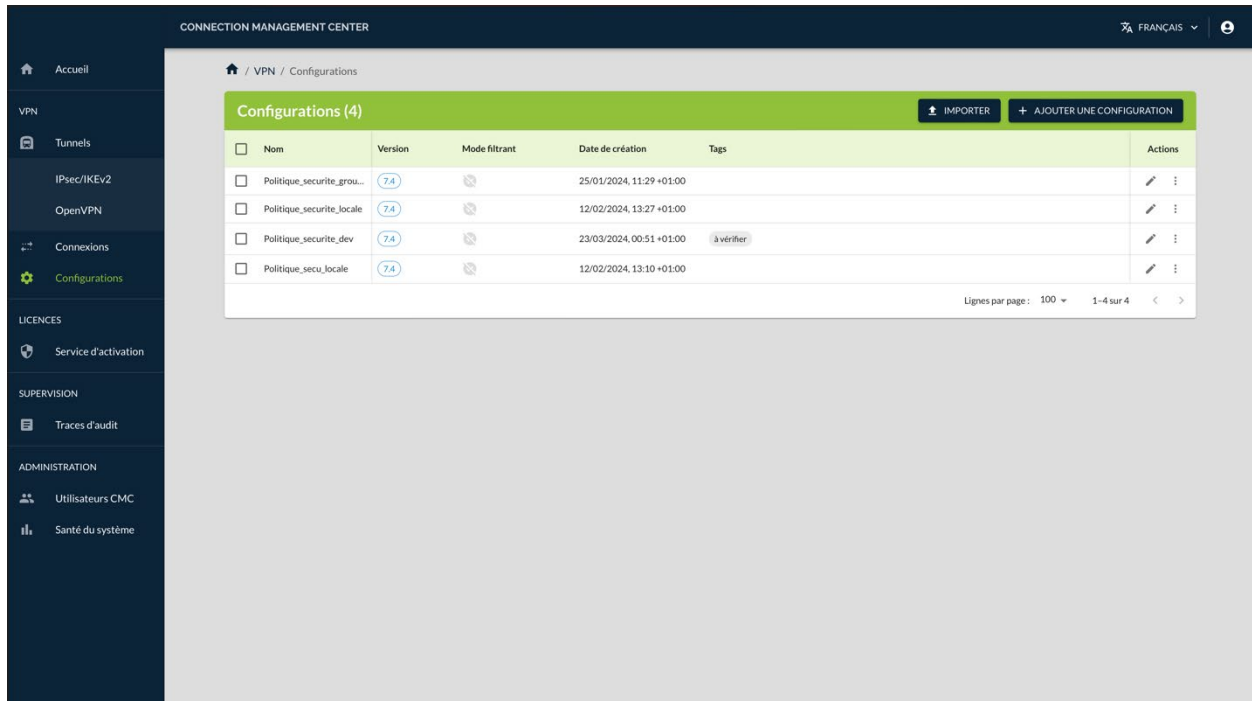 CONNECTION MANAGEMENT CENTER
FRANÇAIS
Accueil
VPN
Tunnels
IPsec/IKEv2
OpenVPN
Connexions
Configurations
LICENCES
Service d'activation
SUPERVISION
Traces d'audit
ADMINISTRATION
Utilisateurs CMC
Santé du système
/ VPN / Configurations
Configurations (4)
IMPORTER
+ AJOUTER UNE CONFIGURATION
Nom Version Mode filtrant Date de création Tags Actions
Politique_securite_grou... 7.4 25/01/2024, 11:29 +01:00
Politique_securite_locale 7.4 12/02/2024, 13:27 +01:00
Politique_securite_dev 7.4 23/03/2024, 00:51 +01:00 à vérifier
Politique_secu_locale 7.4 12/02/2024, 13:10 +01:00
Lignes par page : 100 1–4 sur 4